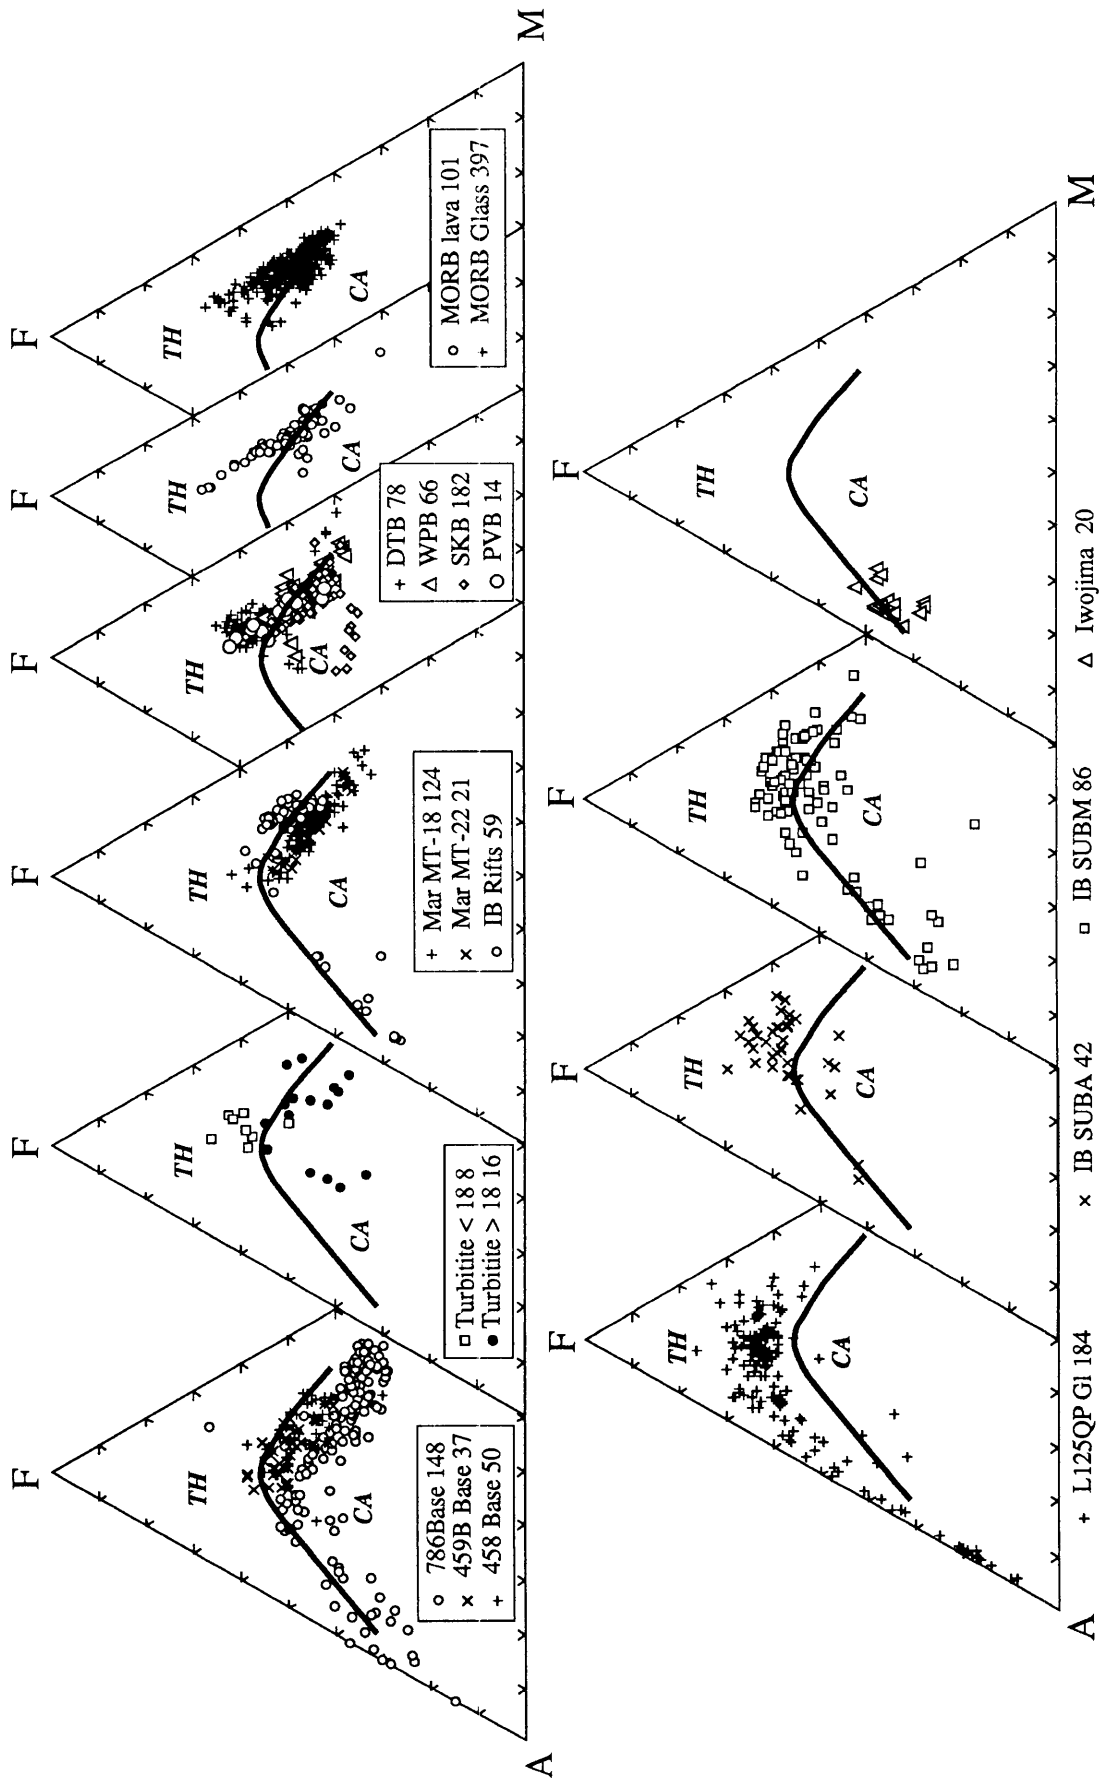 F
F
F
F
F
F
TH
TH
TH
TH
TH
TH
CA
CA
CA
CA
CA
CA
786Base 148
459B Base 37
458 Base 50
Turbitite < 18 8
Turbitite > 18 16
Mar MT-18 124
Mar MT-22 21
IB Rifts 59
DTB 78
WPB 66
SKB 182
PVB 14
MORB lava 101
MORB Glass 397
A
M
F
F
F
F
TH
TH
TH
TH
CA
CA
CA
CA
A
M
L125QP Gl 184
IB SUBA 42
IB SUBM 86
Iwojima 20